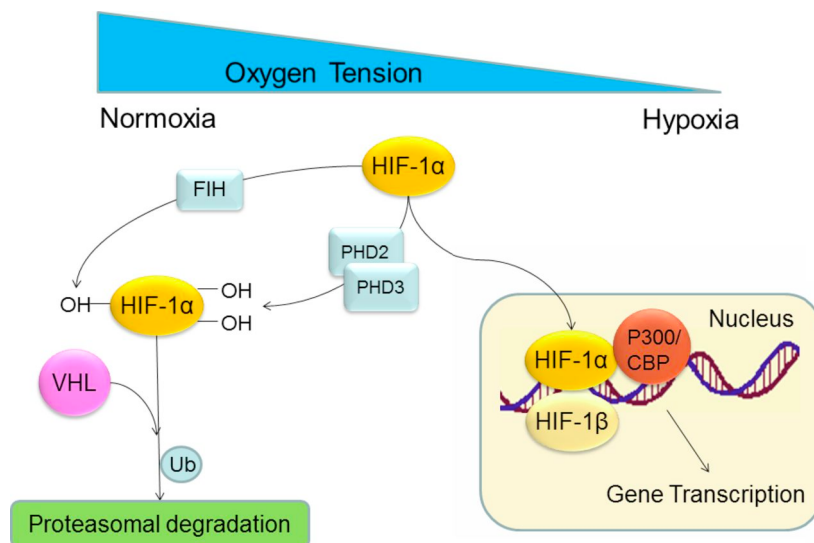 Oxygen Tension
Normoxia
Hypoxia
HIF-1α
FIH
PHD2
PHD3
OH
HIF-1α
OH
OH
VHL
Ub
Proteasomal degradation
Nucleus
P300/
CBP
HIF-1α
HIF-1β
Gene Transcription